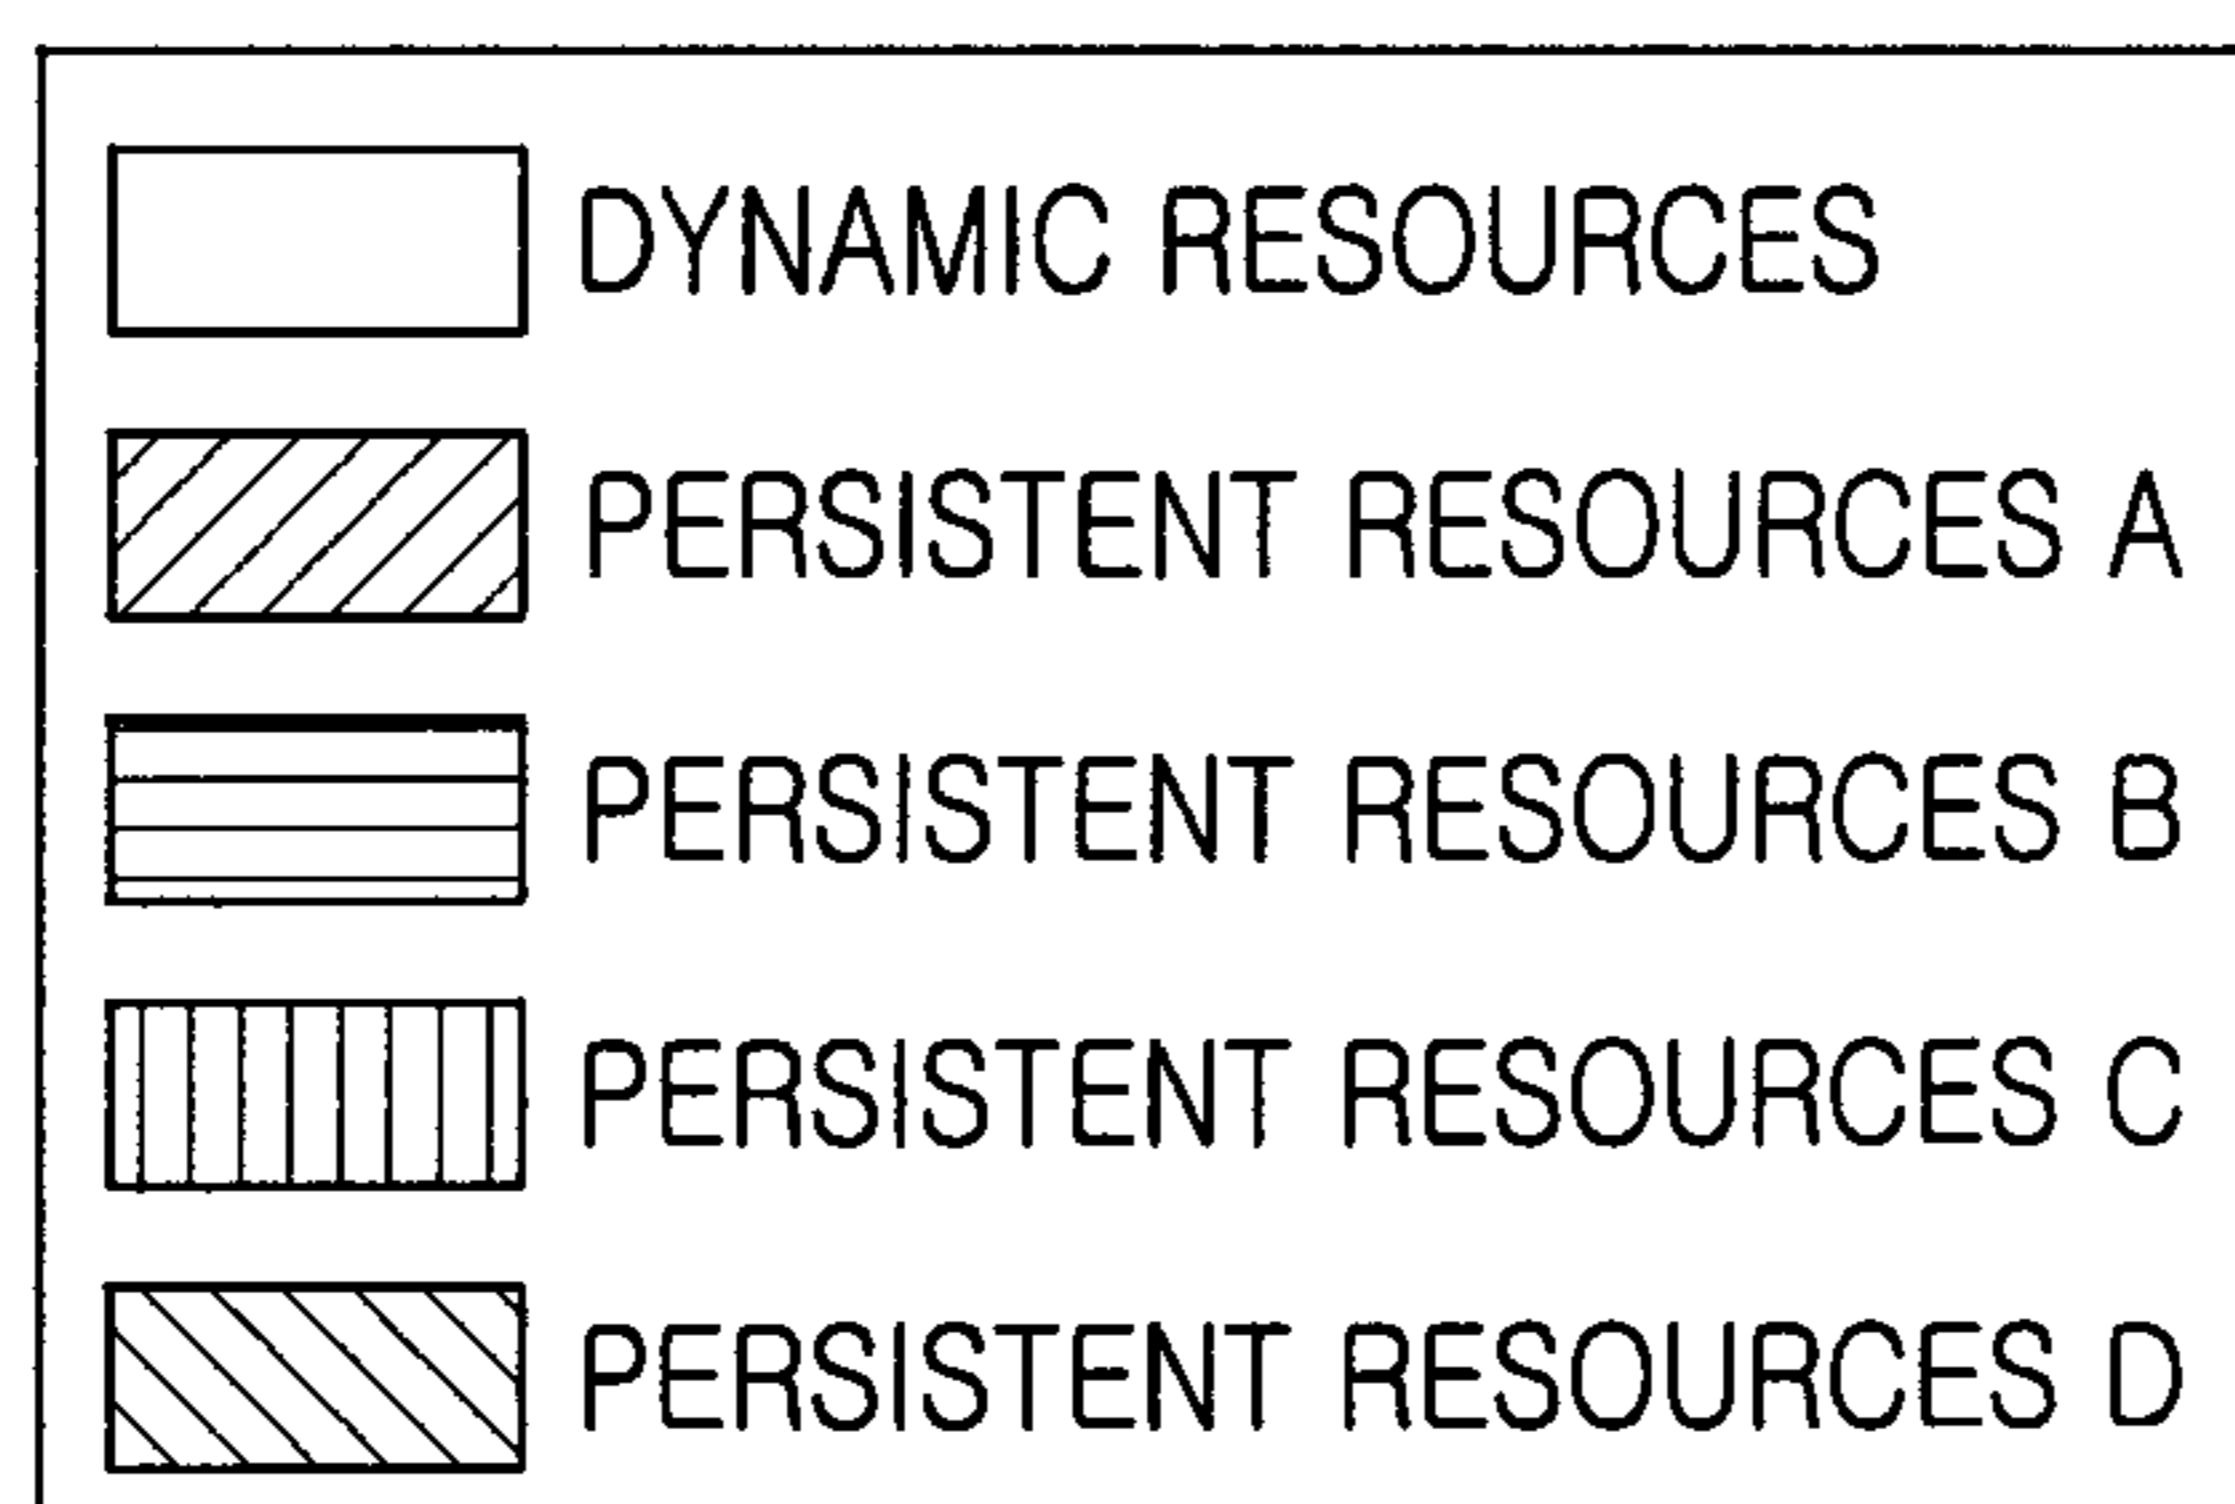 DYNAMIC RESOURCES
PERSISTENT RESOURCES A
PERSISTENT RESOURCES B
PERSISTENT RESOURCES C
PERSISTENT RESOURCES D